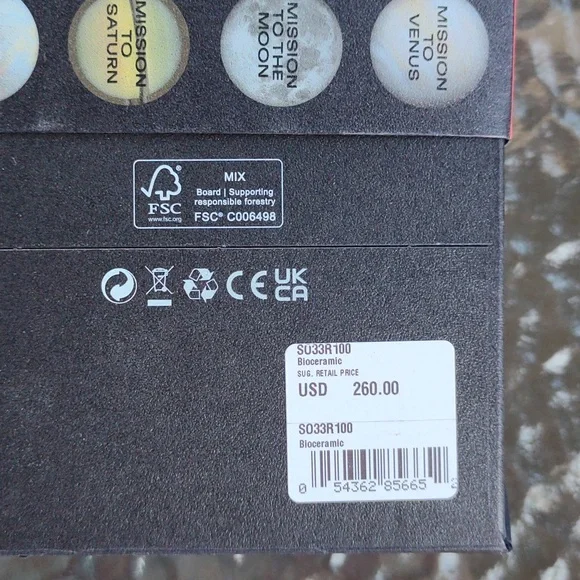 MISSION
TO
SATURN
MISSION
TO THE
MOON
MISSION
TO
VENUS
FSC
www.fsc.org
MIX
Board | Supporting
responsible forestry
FSC® C006498
CE
UK
CA
SO33R100
Bioceramic
SUG. RETAIL PRICE
USD 260.00
SO33R100
Bioceramic
0 54362 85665 2